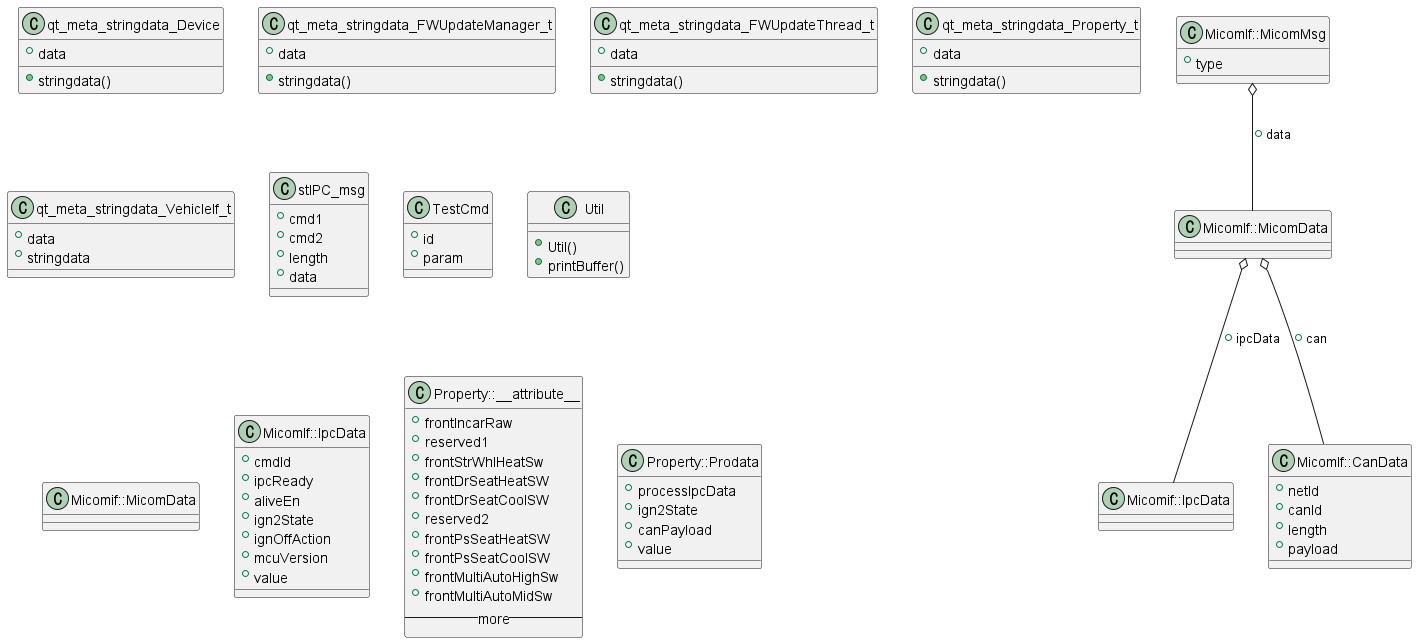 C qt_meta_stringdata_Device
data
stringdata()
C qt_meta_stringdata_FWUpdateManager_t
data
stringdata()
C qt_meta_stringdata_FWUpdateThread_t
data
stringdata()
C qt_meta_stringdata_Property_t
data
stringdata()
C MicomIf::MicomMsg
type
data
C qt_meta_stringdata_VehicleIf_t
data
stringdata
C stIPC_msg
cmd1
cmd2
length
data
C TestCmd
id
param
C Util
Util()
printBuffer()
C MicomIf::MicomData
ipcData
can
C Micomif::MicomData
C MicomIf::IpcData
cmdId
ipcReady
aliveEn
ign2State
ignOffAction
mcuVersion
value
C Property::__attribute__
frontIncarRaw
reserved1
frontStrWhlHeatSw
frontDrSeatHeatSW
frontDrSeatCoolSW
reserved2
frontPsSeatHeatSW
frontPsSeatCoolSW
frontMultiAutoHighSw
frontMultiAutoMidSw
more
C Property::Prodata
processIpcData
ign2State
canPayload
value
C Micomif::IpcData
C MicomIf::CanData
netId
canId
length
payload